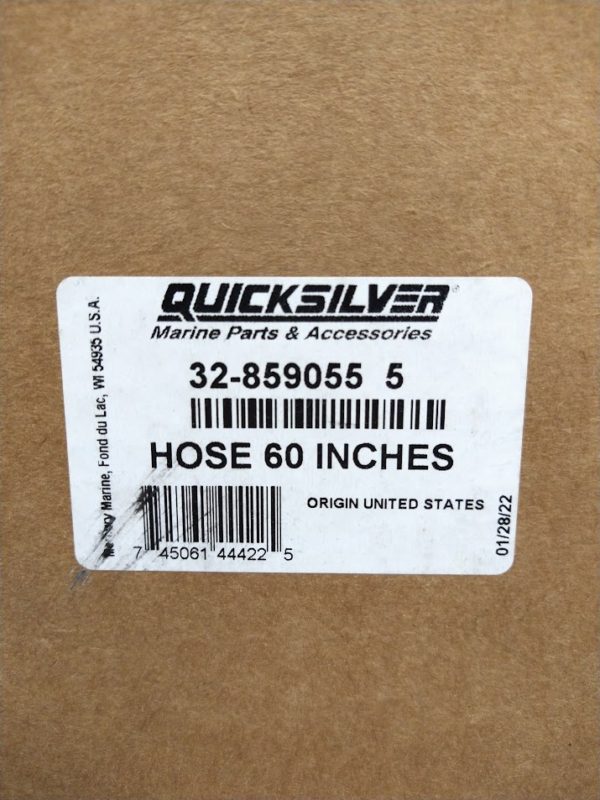 QUICKSILVER
Marine Parts & Accessories
32-859055 5
HOSE 60 INCHES
ORIGIN UNITED STATES
7 45061 44422 5
Mercury Marine, Fond du Lac, WI 54935 U.S.A.
01/28/22